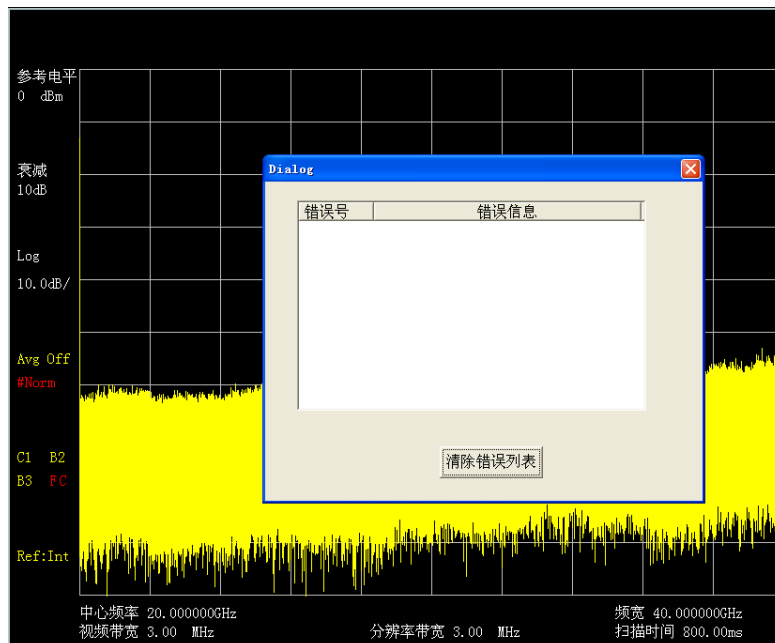 参考电平
0 dBm
Dialog
衰减
10dB
错误号 错误信息
Log
10.0dB/
Avg Off
#Norm
C1 B2
清除错误列表
B3 FC
Ref:Int
中心频率 20.000000GHz 频宽 40.000000GHz
视频带宽 3.00 MHz 分辨率带宽 3.00 MHz 扫描时间 800.00ms